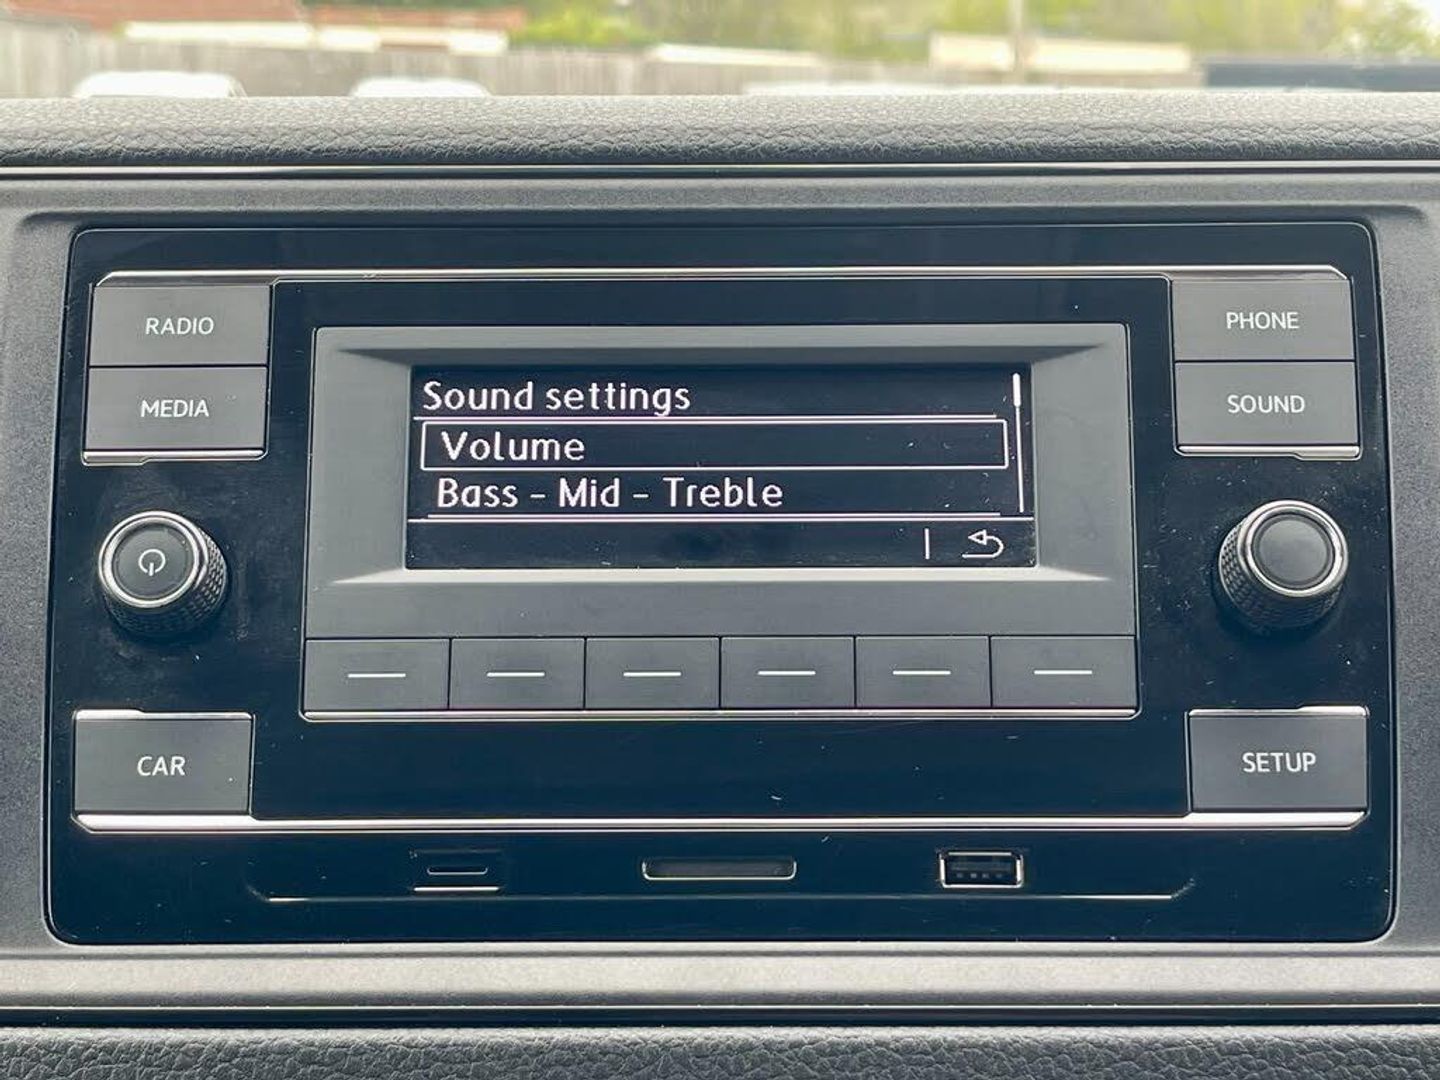 RADIO
MEDIA
Sound settings
Volume
Bass - Mid - Treble
PHONE
SOUND
CAR
SETUP